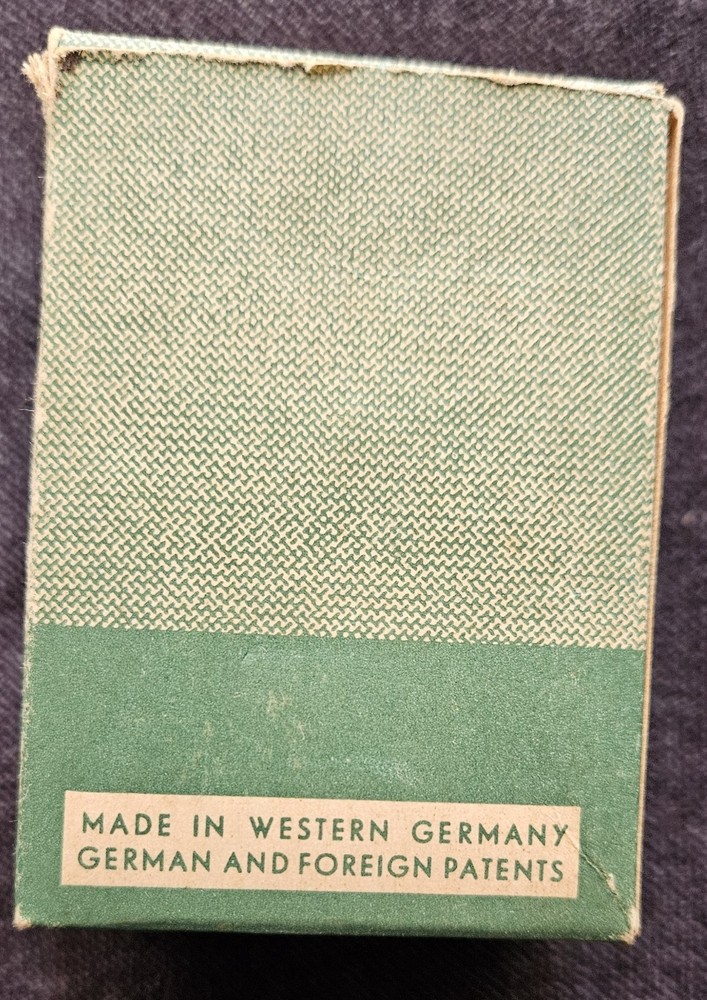 MADE IN WESTERN GERMANY
GERMAN AND FOREIGN PATENTS